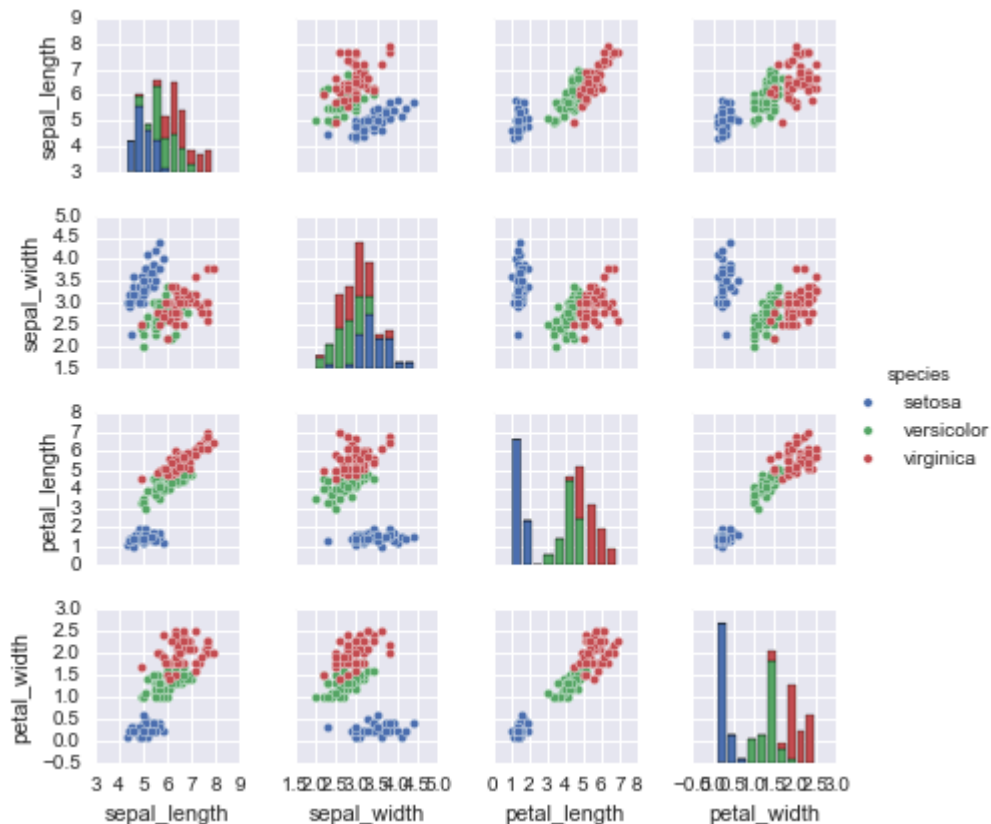 9
8
7
6
5
4
3
sepal_length
5.0
4.5
4.0
3.5
3.0
2.5
2.0
1.5
sepal_width
species
setosa
versicolor
virginica
8
7
6
5
4
3
2
1
0
petal_length
3.0
2.5
2.0
1.5
1.0
0.5
0.0
−0.5
petal_width
3 4 5 6 7 8 9
sepal_length
1.5 2.0 2.5 3.0 3.5 4.0 4.5 5.0
sepal_width
0 1 2 3 4 5 6 7 8
petal_length
−0.5 0.0 0.5 1.0 1.5 2.0 2.5 3.0
petal_width